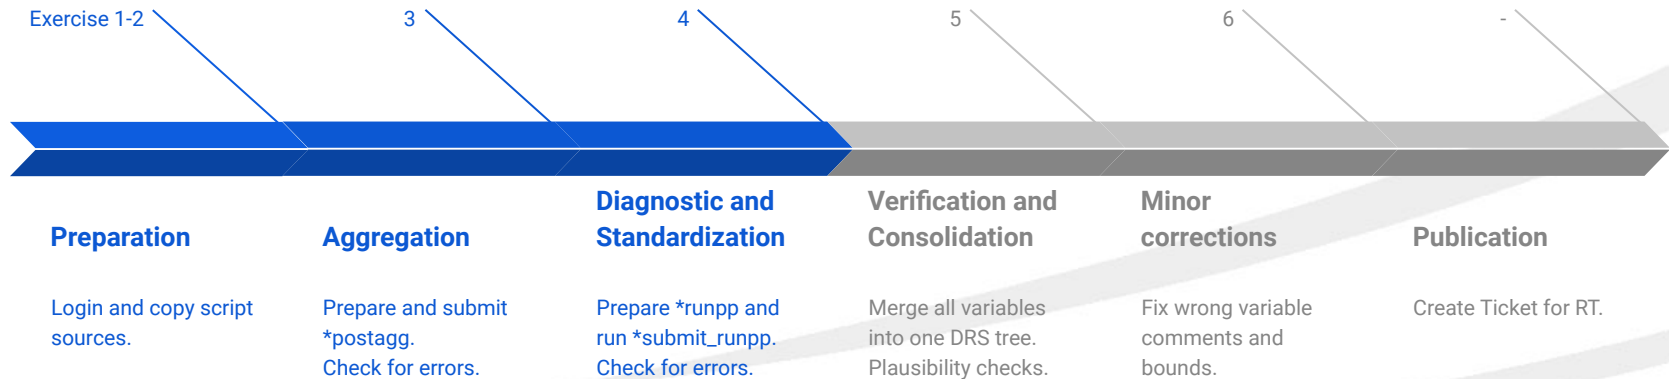 Exercise 1-2
3
4
5
6
-
Preparation
Login and copy script
sources.
Aggregation
Prepare and submit
*postagg.
Check for errors.
Diagnostic and
Standardization
Prepare *runpp and
run *submit_runpp.
Check for errors.
Verification and
Consolidation
Merge all variables
into one DRS tree.
Plausibility checks.
Minor
corrections
Fix wrong variable
comments and
bounds.
Publication
Create Ticket for RT.